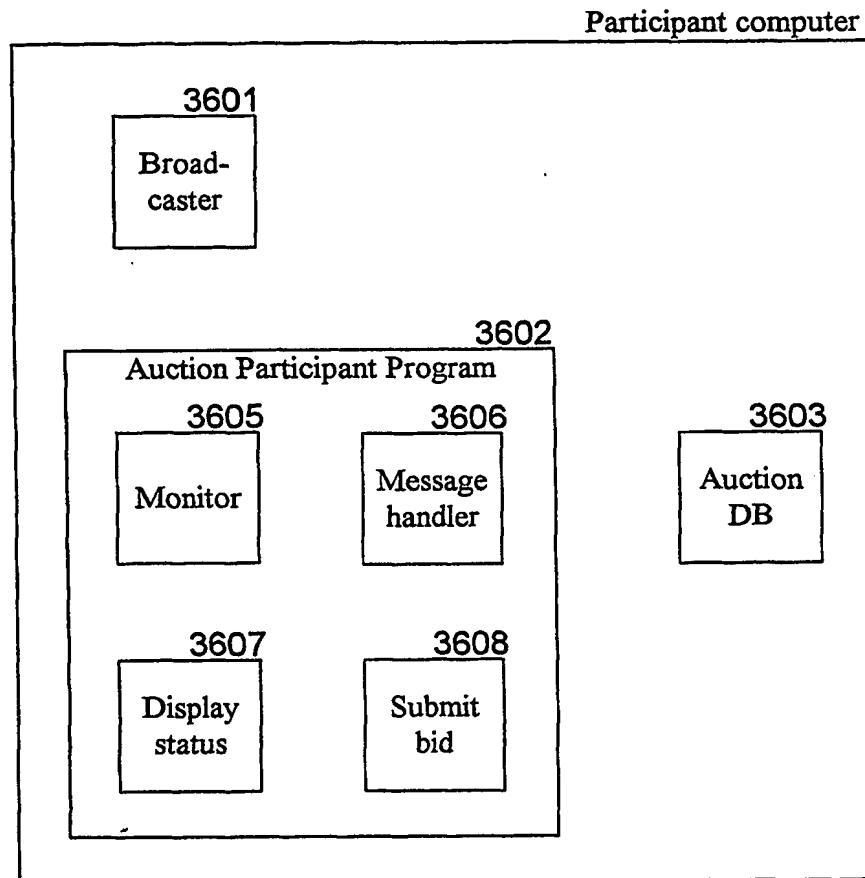 Participant computer
3601
Broad-
caster
3602
Auction Participant Program
3605
Monitor
3606
Message
handler
3603
Auction
DB
3607
Display
status
3608
Submit
bid